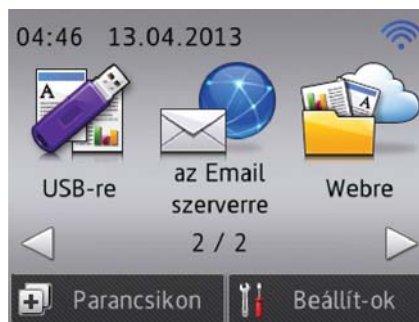 04:46 13.04.2013
USB-re
az Email
szerverre
Webre
2 / 2
Parancsikon
Beállít-ok